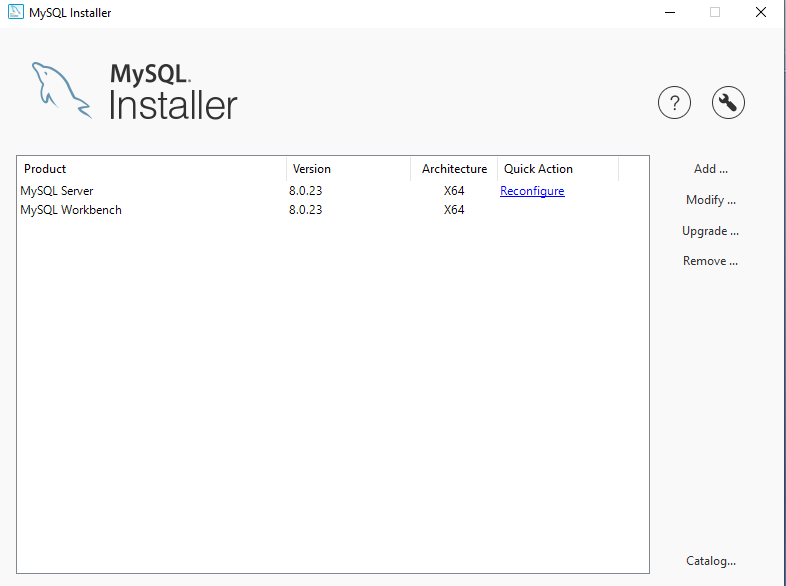 MySQL Installer
MySQL.
Installer
?
Product Version Architecture Quick Action
MySQL Server 8.0.23 X64 Reconfigure
MySQL Workbench 8.0.23 X64
Add ...
Modify ...
Upgrade ...
Remove ...
Catalog...